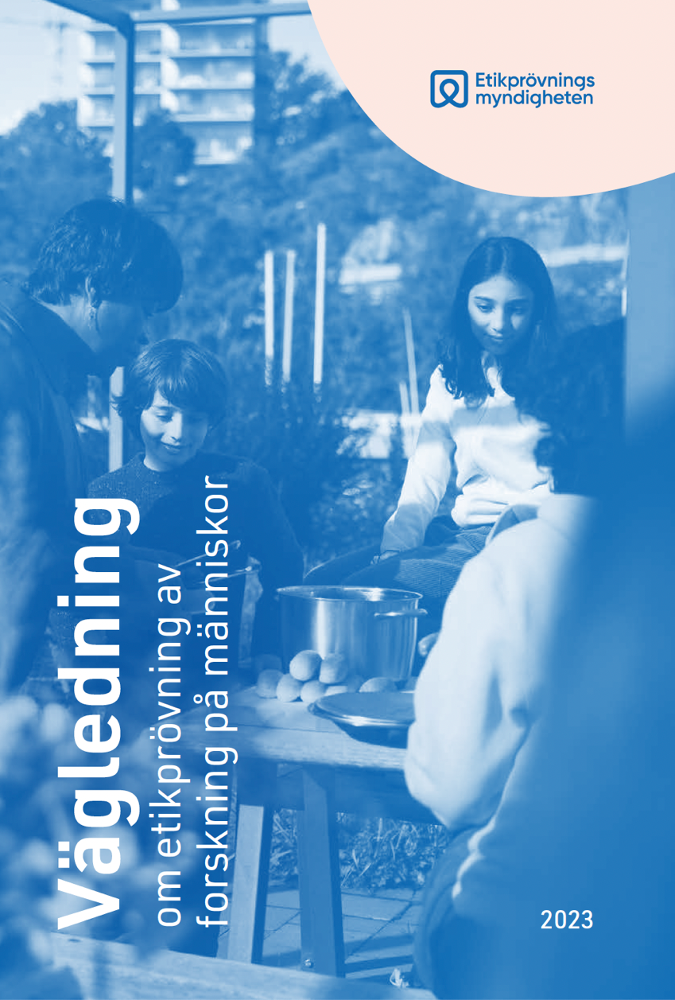 Etikprövnings
myndigheten
Vägledning
om etikprövning av
forskning på människor
2023